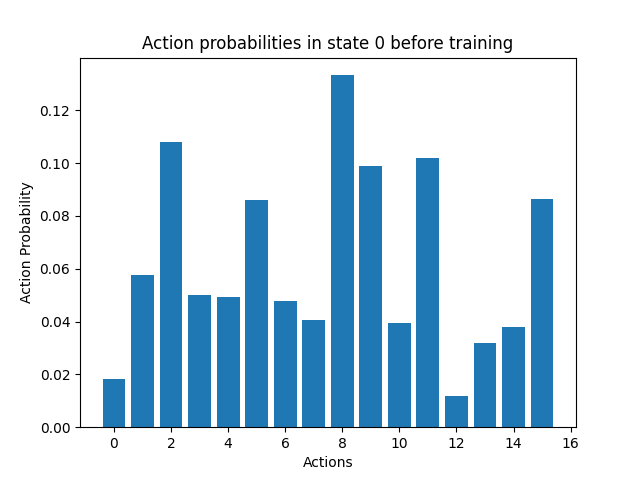 Action probabilities in state 0 before training
0.12
0.10
0.08
0.06
0.04
0.02
0.00
Action Probability
0 2 4 6 8 10 12 14 16
Actions